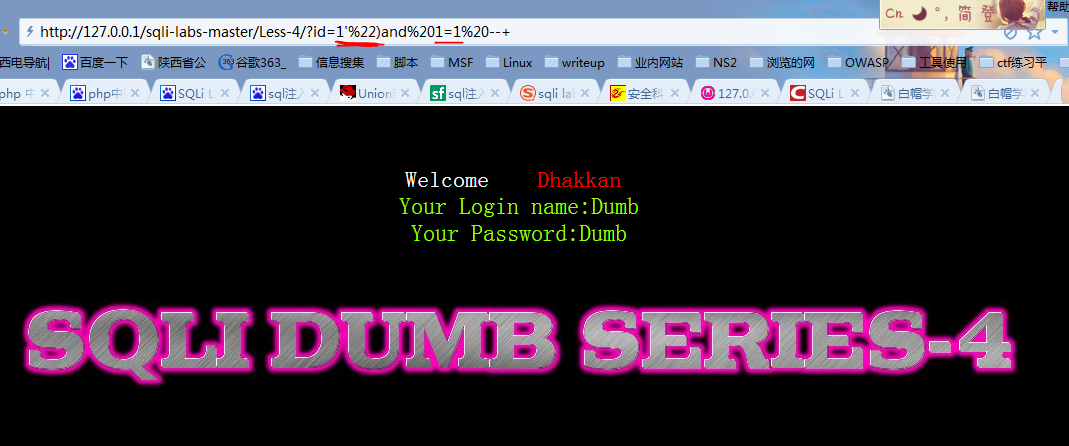 Cn 简 登
帮助
http://127.0.0.1/sqli-labs-master/Less-4/?id=1'%22)and%201=1%20--+
西电导航| 百度一下 陕西省公 谷歌363_ 信息搜集 脚本 MSF Linux writeup 业内网站 NS2 浏览的网 OWASP 工具使用 ctf练习平
php 中 php中 SQLi L sql注入 Union sql注入 sqli la 安全科 127.0. SQLi L 白帽学 白帽学
Welcome Dhakkan
Your Login name:Dumb
Your Password:Dumb
SQLI DUMB SERIES-4